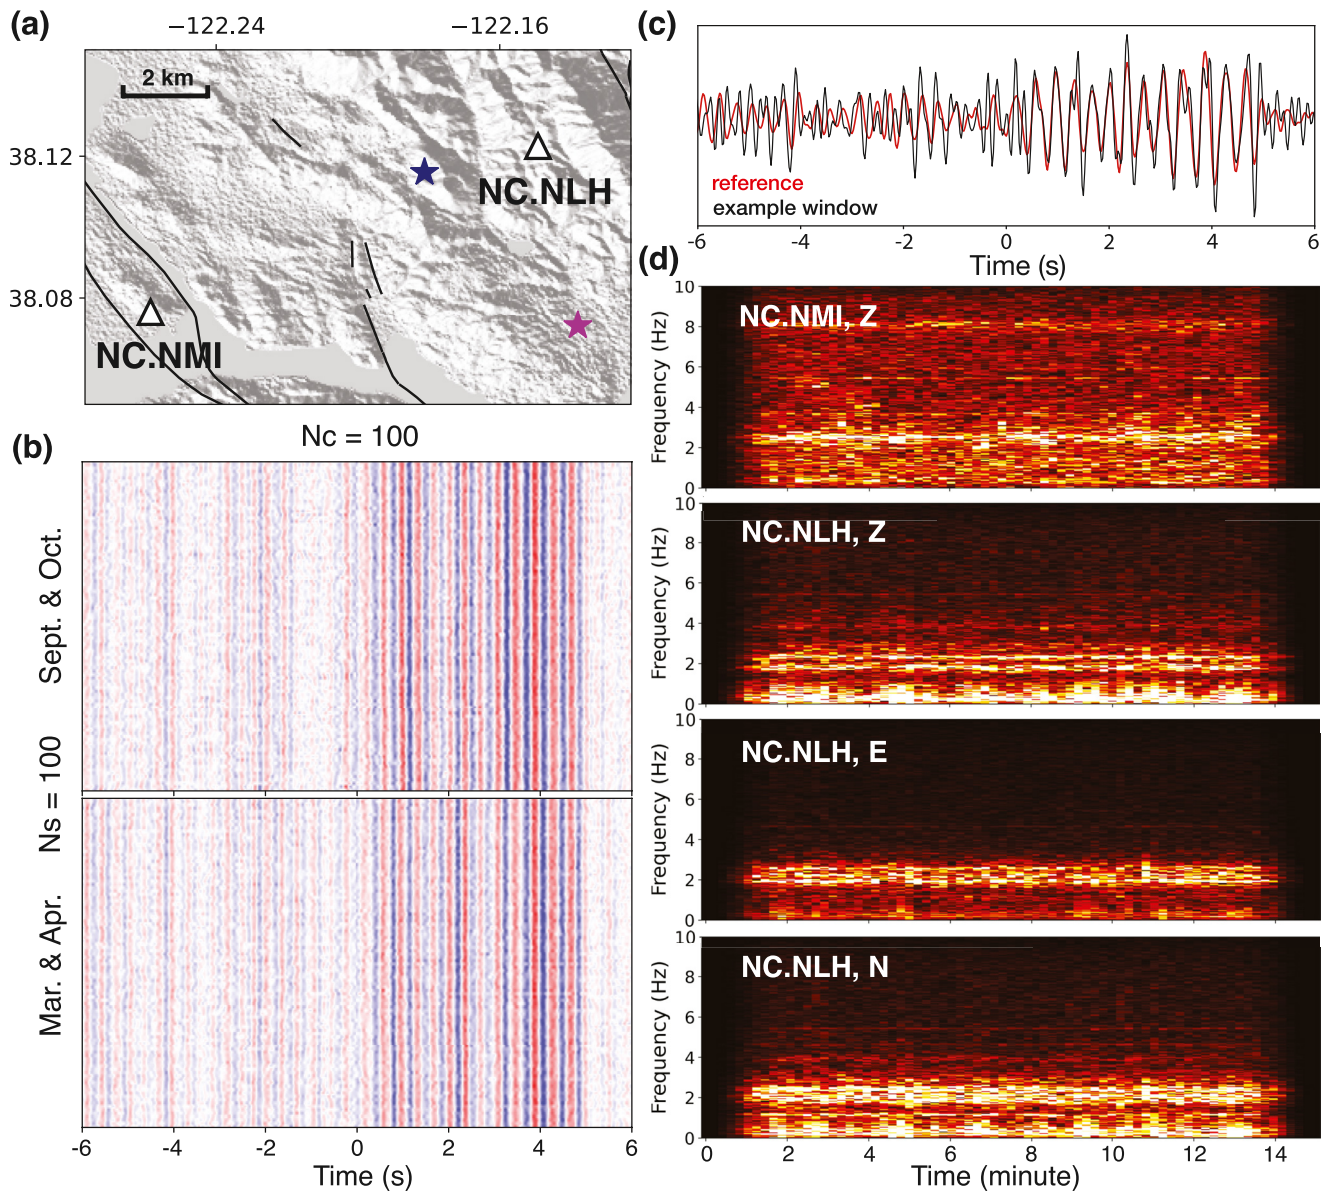 (a)
−122.24
−122.16
2 km
38.12
38.08
NC.NLH
NC.NMI
(b)
Nc = 100
Sept. & Oct.
Ns = 100
Mar. & Apr.
-6
-4
-2
0
2
4
6
Time (s)
(c)
reference
example window
-6
-4
-2
0
2
4
6
Time (s)
(d)
NC.NMI, Z
Frequency (Hz)
10
8
6
4
2
0
NC.NLH, Z
Frequency (Hz)
10
8
6
4
2
0
NC.NLH, E
Frequency (Hz)
10
8
6
4
2
0
NC.NLH, N
Frequency (Hz)
10
8
6
4
2
0
0
2
4
6
8
10
12
14
Time (minute)